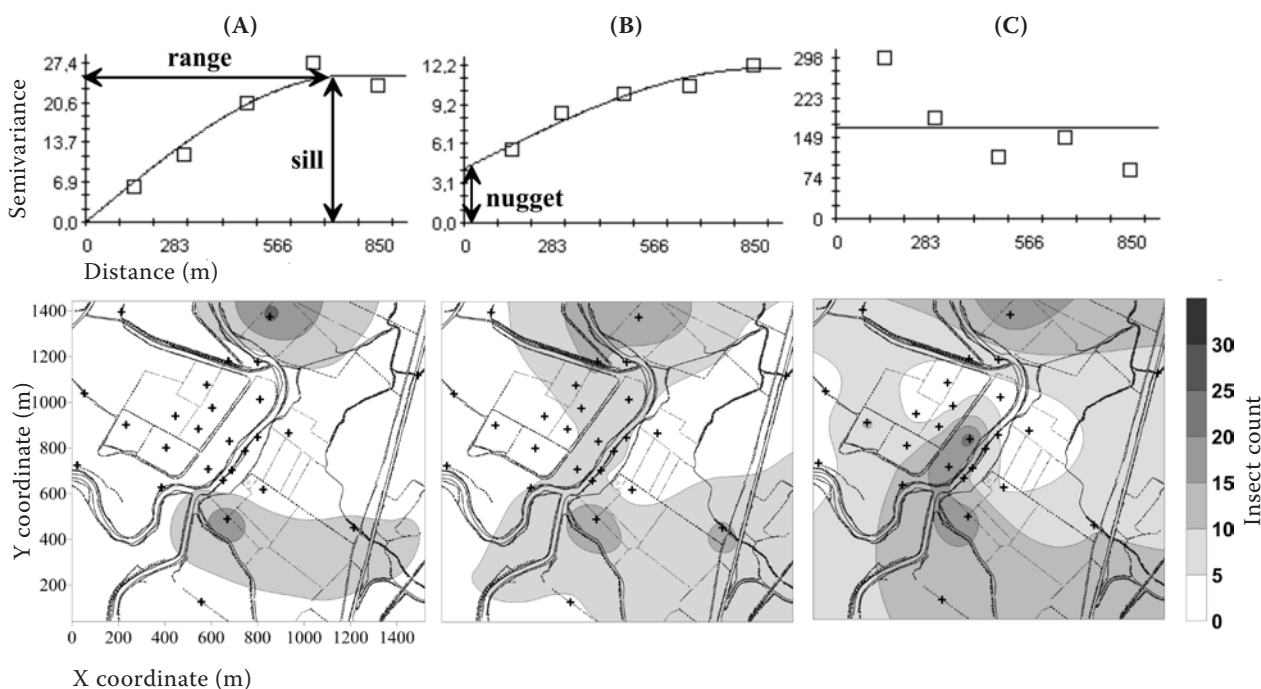 (A) (B) (C)
Semivariance
27,4
20,6
13,7
6,9
0,0
range
sill
0 283 566 850
12,2
9,2
6,1
3,1
0,0
nugget
0 283 566 850
298
223
149
74
0
0 283 566 850
Distance (m)
Y coordinate (m)
1400
1200
1000
800
600
400
200
0 200 400 600 800 1000 1200 1400
X coordinate (m)
30
25
20
15
10
5
0
Insect count